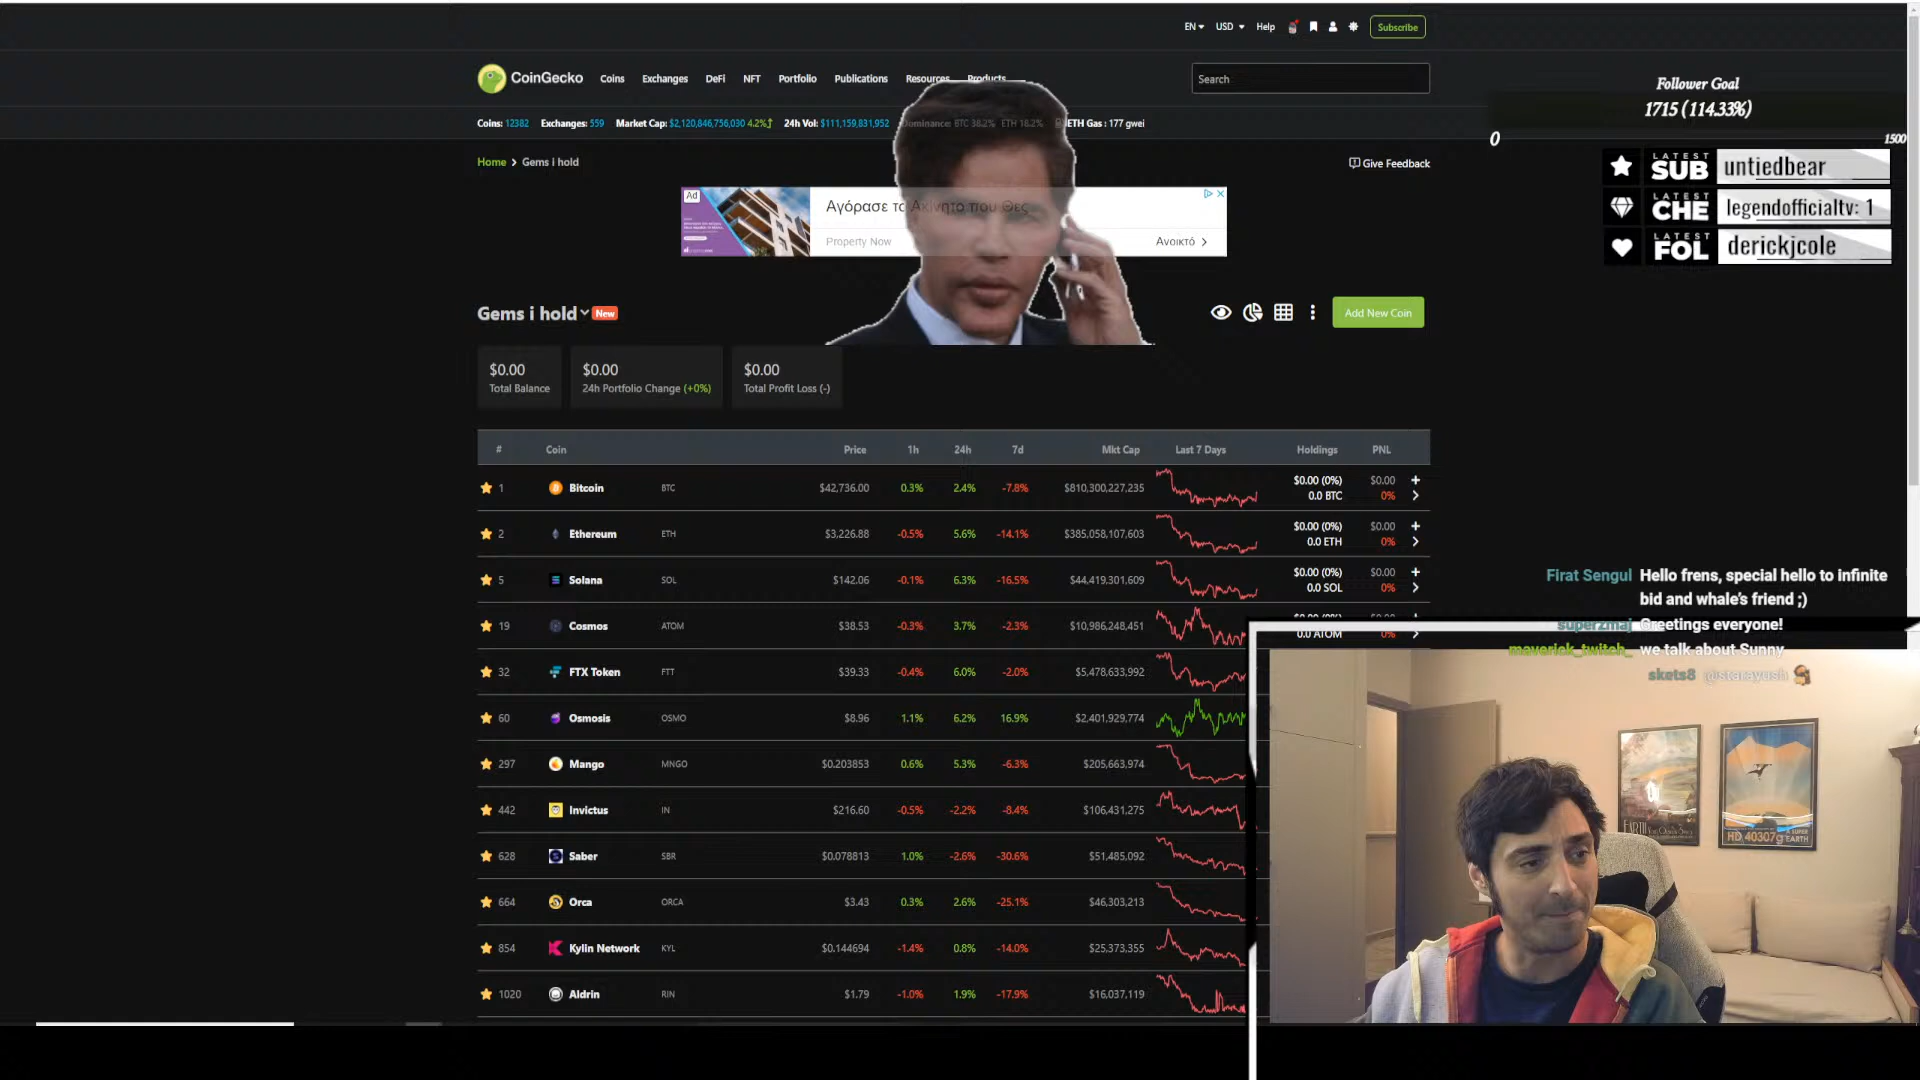 EN USD Help Subscribe
CoinGecko Coins Exchanges DeFi NFT Portfolio Publications Resources Products
Search
Coins: 12382 Exchanges: 559 Market Cap: $2,120,846,756,030 4.2% 24h Vol: $111,159,831,952 Dominance: BTC 38.2% ETH 18.2% ETH Gas: 177 gwei
Home > Gems i hold
Give Feedback
Ad
Αγόρασε το Ακίνητο που Θες
Property Now
Ανοικτό
Gems i hold New
Add New Coin
$0.00 $0.00 $0.00
Total Balance 24h Portfolio Change (+0%) Total Profit Loss (-)
# Coin Price 1h 24h 7d Mkt Cap Last 7 Days Holdings PNL
1 Bitcoin BTC $42,736.00 0.3% 2.4% -7.8% $810,300,227,235 $0.00 (0%) $0.00 +
0.0 BTC 0%
2 Ethereum ETH $3,226.88 -0.5% 5.6% -14.1% $385,058,107,603 $0.00 (0%) $0.00 +
0.0 ETH 0%
5 Solana SOL $142.06 -0.1% 6.3% -16.5% $44,419,301,609 $0.00 (0%) $0.00 +
0.0 SOL 0%
19 Cosmos ATOM $38.53 -0.3% 3.7% -2.3% $10,986,248,451
0.0 ATOM 0%
32 FTX Token FTT $39.33 -0.4% 6.0% -2.0% $5,478,633,992
60 Osmosis OSMO $8.96 1.1% 6.2% 16.9% $2,401,929,774
297 Mango MNGO $0.203853 0.6% 5.3% -6.3% $205,663,974
442 Invictus IN $216.60 -0.5% -2.2% -8.4% $106,431,275
628 Saber SBR $0.078813 1.0% -2.6% -30.6% $51,485,092
664 Orca ORCA $3.43 0.3% 2.6% -25.1% $46,303,213
854 Kylin Network KYL $0.144694 -1.4% 0.8% -14.0% $25,373,355
1020 Aldrin RIN $1.79 -1.0% 1.9% -17.9% $16,037,119
Follower Goal
1715 (114.33%)
0 1500
LATEST SUB untiedbear
LATEST CHE legendofficialtv: 1
LATEST FOL derickjcole
Firat Sengul Hello frens, special hello to infinite
bid and whale's friend ;)
superzmaj Greetings everyone!
maverick_twitch_ we talk about Sunny
skets8 @starayush
EARTH
HD 40307g
A SUPER
EARTH